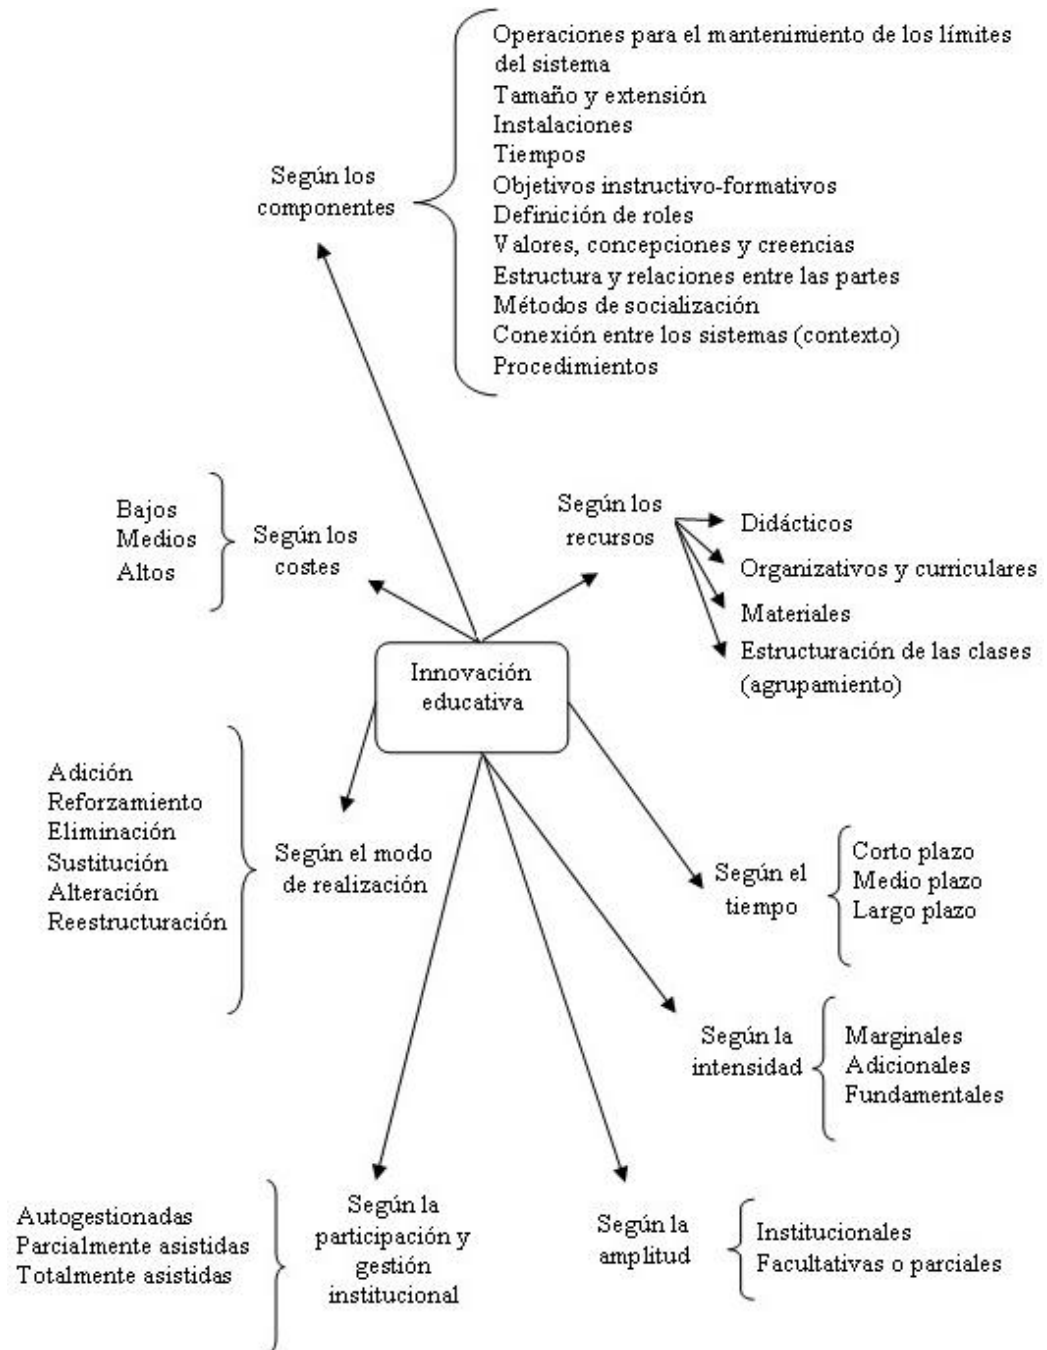 Operaciones para el mantenimiento de los límites
del sistema
Tamaño y extensión
Instalaciones
Tiempos
Objetivos instructivo-formativos
Definición de roles
Valores, concepciones y creencias
Estructura y relaciones entre las partes
Métodos de socialización
Conexión entre los sistemas (contexto)
Procedimientos
Según los
componentes
Bajos
Medios
Altos
Según los
costes
Según los
recursos
Didácticos
Organizativos y curriculares
Materiales
Estructuración de las clases
(agrupamiento)
Innovación
educativa
Adición
Reforzamiento
Eliminación
Sustitución
Alteración
Reestructuración
Según el modo
de realización
Según el
tiempo
Corto plazo
Medio plazo
Largo plazo
Según la
intensidad
Marginales
Adicionales
Fundamentales
Autogestionadas
Parcialmente asistidas
Totalmente asistidas
Según la
participación y
gestión
institucional
Según la
amplitud
Institucionales
Facultativas o parciales